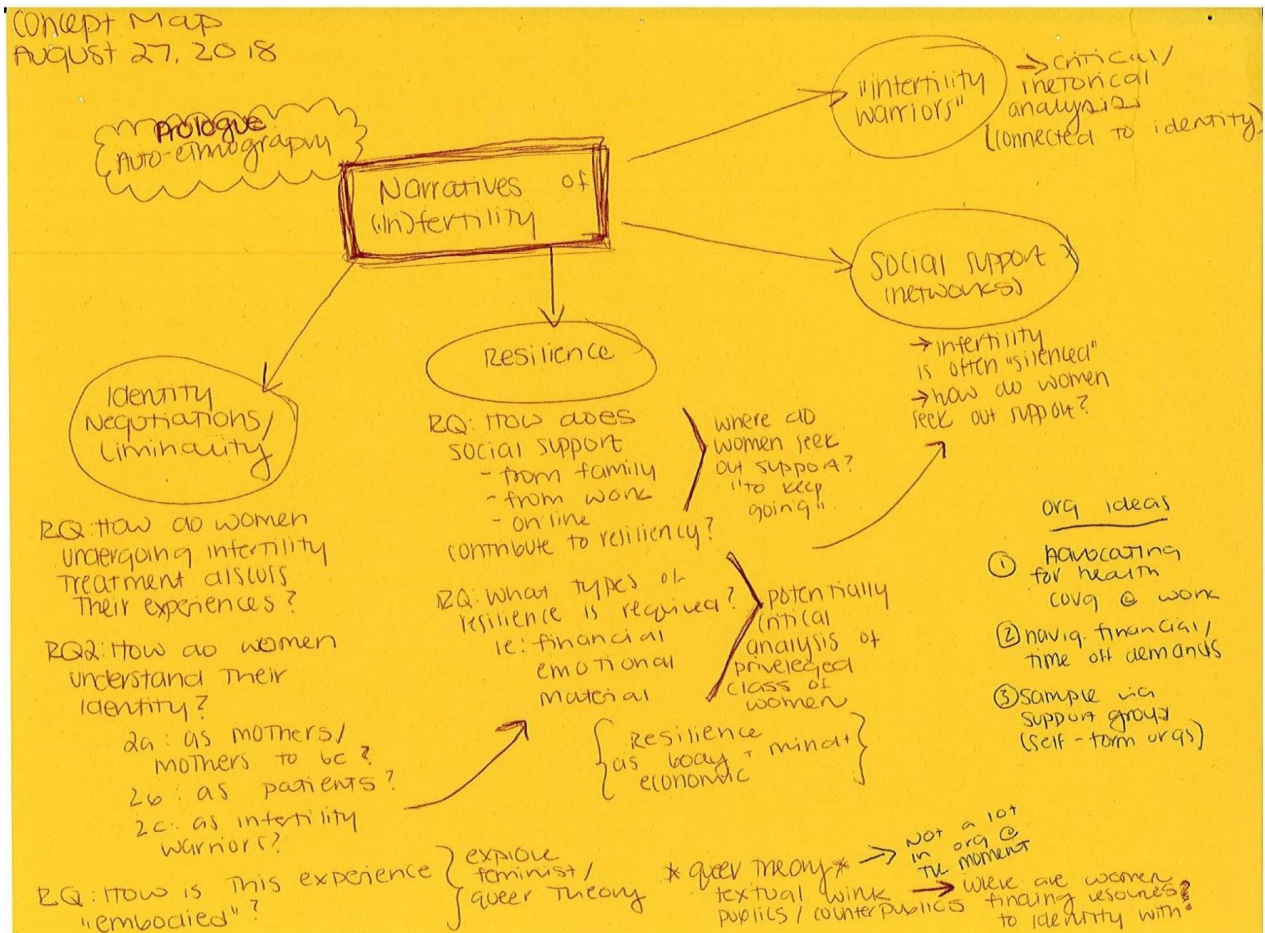 Concept Map
August 27, 2018
Prologue
Auto-ethnography
Narratives of
(in)fertility
"infertility
warriors"
→ critical/
rhetorical
analysis
(connected to identity)
Social support
(networks)
→ infertility
is often "silenced"
→ how do women
seek out support?
Resilience
RQ: How does
social support
- from family
- from work
- online
contribute to resiliency?
where do
women seek
out support?
"to keep
going"
RQ: What types of
resilience is required?
ie: financial
emotional
material
potentially
critical
analysis of
priveleged
class of
women
Resilience
as body + mind +
economic
Identity
Negotiations/
Liminality
RQ: How do women
undergoing infertility
treatment discuss
their experiences?
RQ2: How do women
understand their
identity?
2a: as mothers/
mothers to be?
2b: as patients?
2c: as infertility
warriors?
RQ: How is this experience
"embodied"?
explore
feminist/
queer theory
org ideas
① Advocating
for health
covg @ work
② navig. financial/
time off demands
③ sample via
support groups
(self-form orgs)
* queer theory *
→ Not a lot
in org @
the moment
textual wink
publics / counterpublics
→ where are women
finding resources?
to identity with?